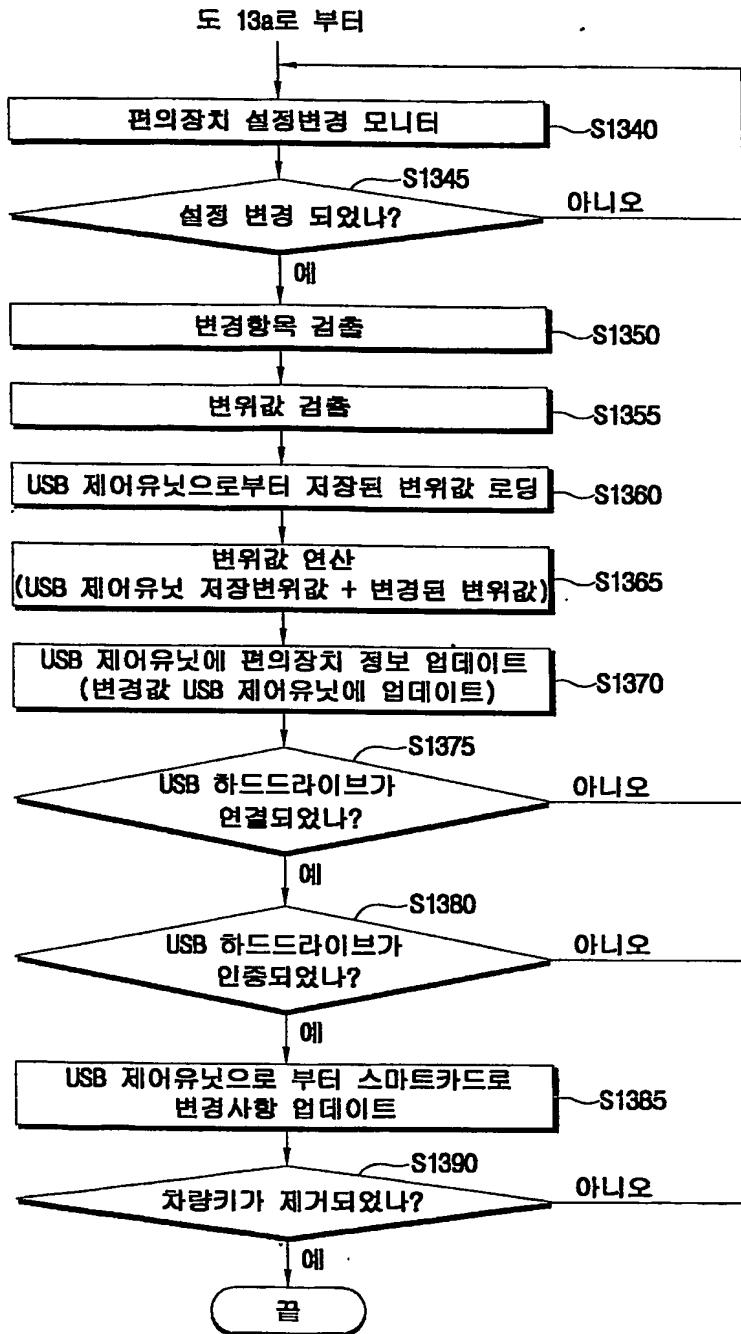 도 13a로 부터
편의장치 설정변경 모니터
S1340
S1345
설정 변경 되었나?
아니오
예
변경항목 검출
S1350
변위값 검출
S1355
USB 제어유닛으로부터 저장된 변위값 로딩
S1360
변위값 연산
(USB 제어유닛 저장변위값 + 변경된 변위값)
S1365
USB 제어유닛에 편의장치 정보 업데이트
(변경값 USB 제어유닛에 업데이트)
S1370
S1375
USB 하드드라이브가
연결되었나?
아니오
예
S1380
USB 하드드라이브가
인증되었나?
아니오
예
USB 제어유닛으로 부터 스마트카드로
변경사항 업데이트
S1385
S1390
차량키가 제거되었나?
아니오
예
끝